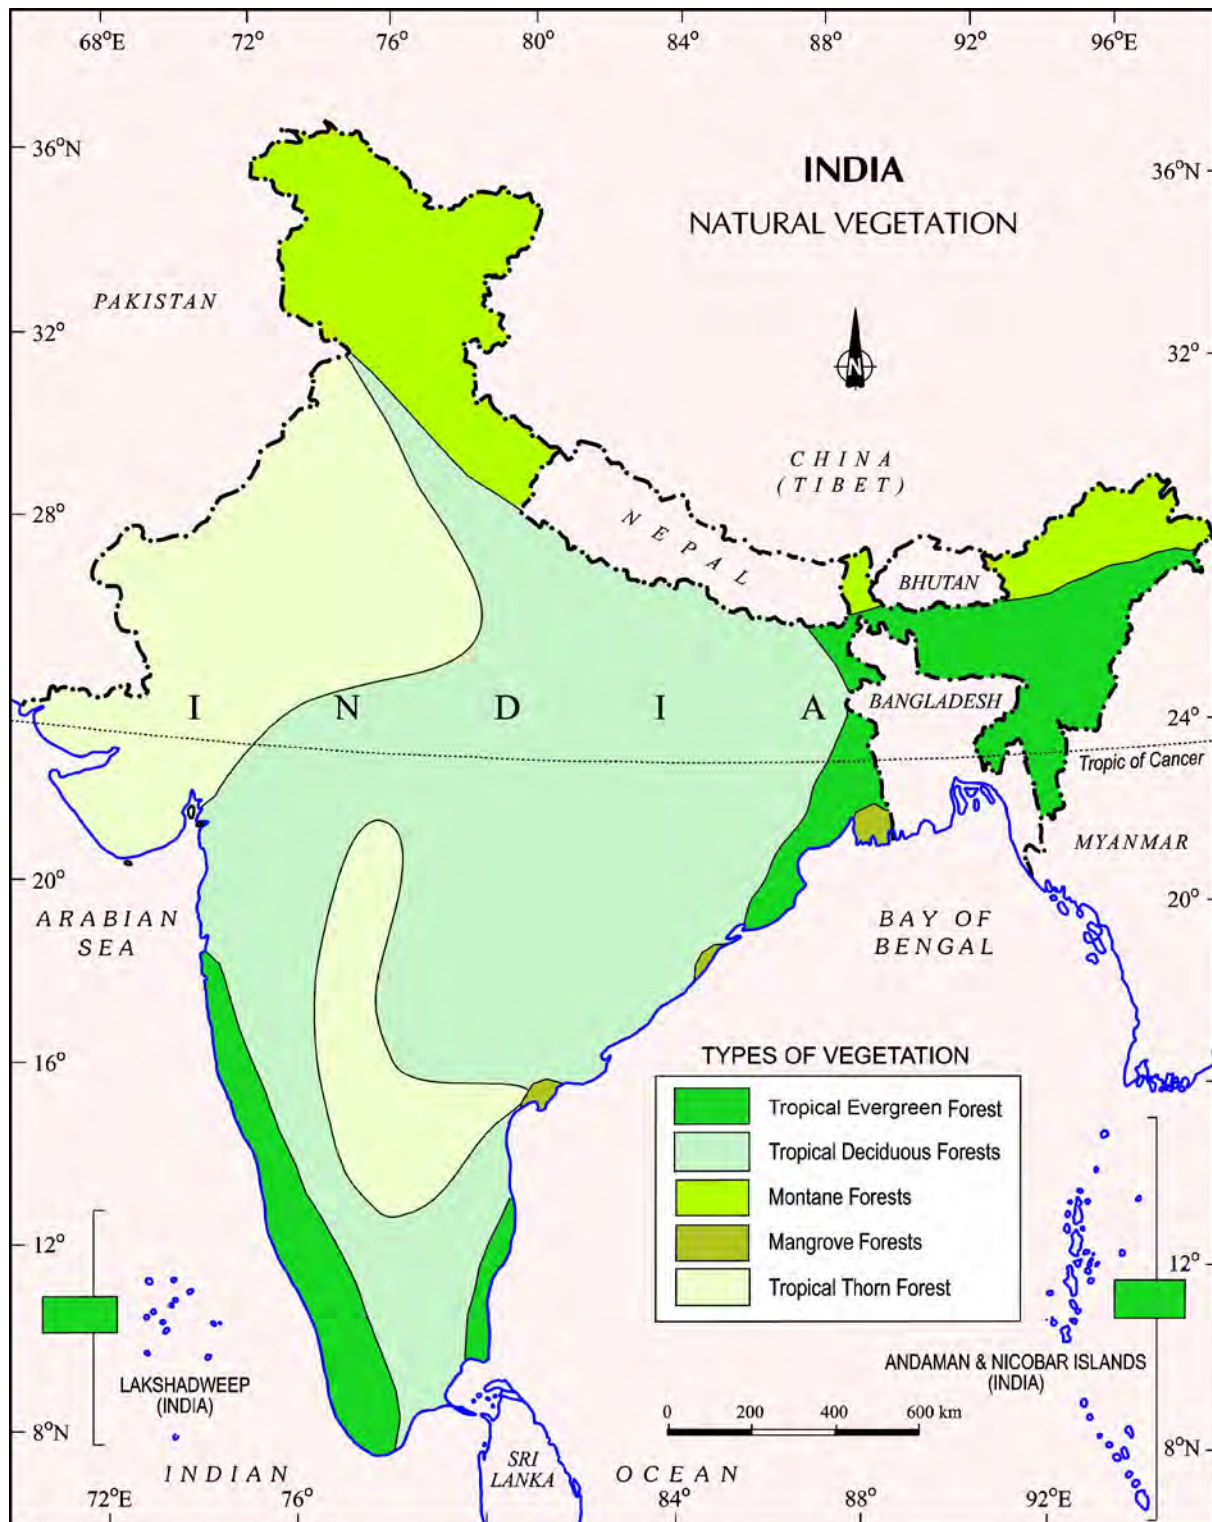 68°E 72° 76° 80° 84° 88° 92° 96°E
36°N
INDIA
36°N
NATURAL VEGETATION
PAKISTAN
N
32°
32°
CHINA
(TIBET)
28°
28°
NEPAL
BHUTAN
I N D I A
BANGLADESH
24°
Tropic of Cancer
MYANMAR
20°
20°
ARABIAN
SEA
BAY OF
BENGAL
16°
TYPES OF VEGETATION
Tropical Evergreen Forest
Tropical Deciduous Forests
Montane Forests
Mangrove Forests
Tropical Thorn Forest
12°
12°
LAKSHADWEEP
(INDIA)
ANDAMAN & NICOBAR ISLANDS
(INDIA)
0 200 400 600 km
8°N
8°N
SRI
LANKA
INDIAN OCEAN
72°E 76° 84° 88° 92°E